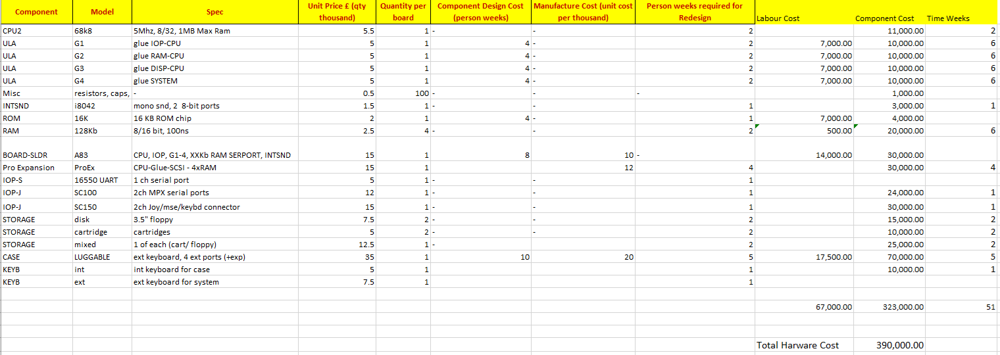 Component Model Spec Unit Price £ (qty thousand) Quantity per board Component Design Cost (person weeks) Manufacture Cost (unit cost per thousand) Person weeks required for Redesign Labour Cost Component Cost Time Weeks
CPU2 68k8 5Mhz, 8/32, 1MB Max Ram 5.5 1 - - 2 11,000.00 2
ULA G1 glue IOP-CPU 5 1 4 - 2 7,000.00 10,000.00 6
ULA G2 glue RAM-CPU 5 1 4 - 2 7,000.00 10,000.00 6
ULA G3 glue DISP-CPU 5 1 4 - 2 7,000.00 10,000.00 6
ULA G4 glue SYSTEM 5 1 4 - 2 7,000.00 10,000.00 6
Misc resistors, caps, - 0.5 100 - - - 1,000.00
INTSND i8042 mono snd, 2 8-bit ports 1.5 1 - - 1 3,000.00 1
ROM 16K 16 KB ROM chip 2 1 4 - 1 7,000.00 4,000.00
RAM 128Kb 8/16 bit, 100ns 2.5 4 - - 2 500.00 20,000.00 6
BOARD-SLDR A83 CPU, IOP, G1-4, XXKb RAM SERPORT, INTSND 15 1 8 10 - 14,000.00 30,000.00
Pro Expansion ProEx CPU-Glue-SCSI - 4xRAM 15 1 - 12 4 30,000.00 4
IOP-S 16550 UART 1 ch serial port 5 1 - - 1
IOP-J SC100 2ch MPX serial ports 12 1 - - 1 24,000.00 1
IOP-J SC150 2ch Joy/mse/keybd connector 15 1 - - 1 30,000.00 1
STORAGE disk 3.5" floppy 7.5 2 - - 2 15,000.00 2
STORAGE cartridge cartridges 5 2 - - 2 10,000.00 2
STORAGE mixed 1 of each (cart/ floppy) 12.5 1 - 2 25,000.00 2
CASE LUGGABLE ext keyboard, 4 ext ports (+exp) 35 1 10 20 5 17,500.00 70,000.00 5
KEYB int int keyboard for case 5 1 1 10,000.00 1
KEYB ext ext keyboard for system 7.5 1 1
67,000.00 323,000.00 51
Total Harware Cost 390,000.00